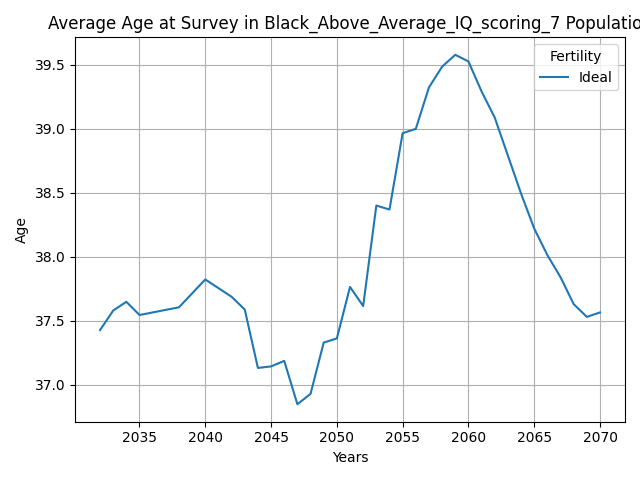 Average Age at Survey in Black_Above_Average_IQ_scoring_7 Populatio
Fertility
Ideal
39.5
39.0
38.5
38.0
37.5
37.0
Age
2035 2040 2045 2050 2055 2060 2065 2070
Years